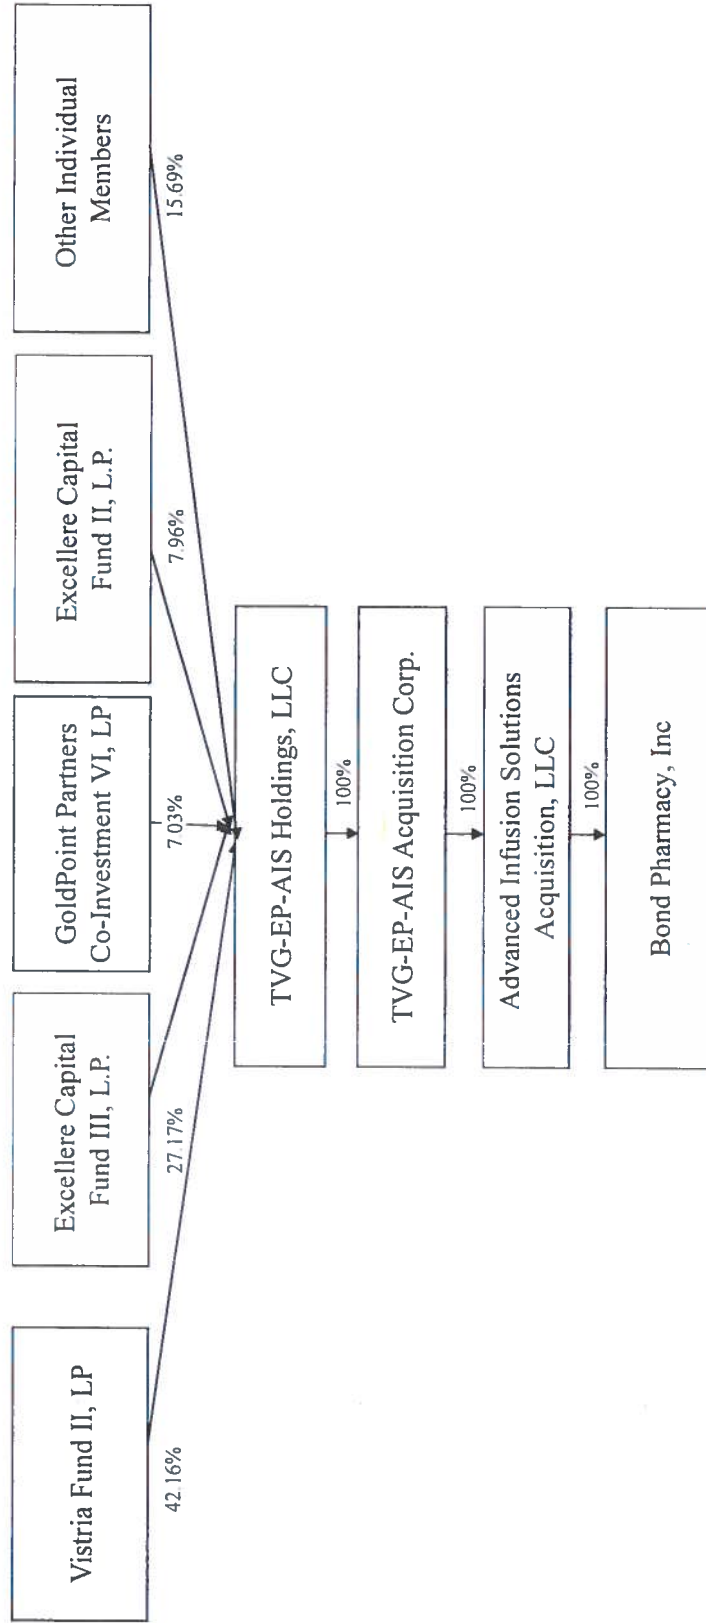 Vistria Fund II, LP
Excellere Capital
Fund III, L.P.
GoldPoint Partners
Co-Investment VI, LP
Excellere Capital
Fund II, L.P.
Other Individual
Members
42.16%
27.17%
7.03%
7.96%
15.69%
TVG-EP-AIS Holdings, LLC
100%
TVG-EP-AIS Acquisition Corp.
100%
Advanced Infusion Solutions
Acquisition, LLC
100%
Bond Pharmacy, Inc